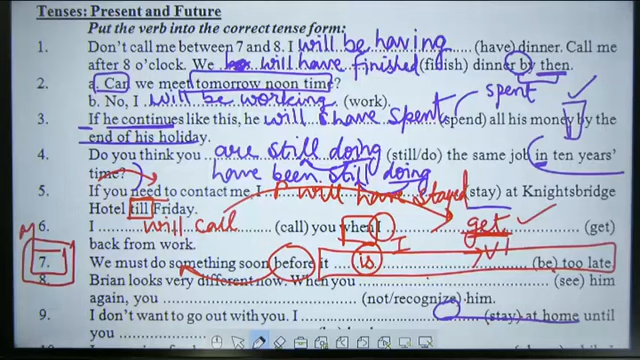 Tenses: Present and Future
Put the verb into the correct tense form:
1. Don't call me between 7 and 8. I will be having (have) dinner. Call me
after 8 o'clock. We will have finished (finish) dinner by then.
2. a. Can we meet tomorrow noon time?
spent
b. No, I will be working (work).
3. If he continues like this, he will have spent (spend) all his money by the
end of his holiday.
4. Do you think you are still doing (still/do) the same job in ten years'
time? have been still doing
5. If you need to contact me, I will have stayed (stay) at Knightsbridge
Hotel till Friday.
6. I will call (call) you when I get (get)
back from work. I V1
7. We must do something soon before it is (be) too late
8. Brian looks very different now. When you (see) him
again, you (not/recognize) him.
9. I don't want to go out with you. I (stay) at home until
you